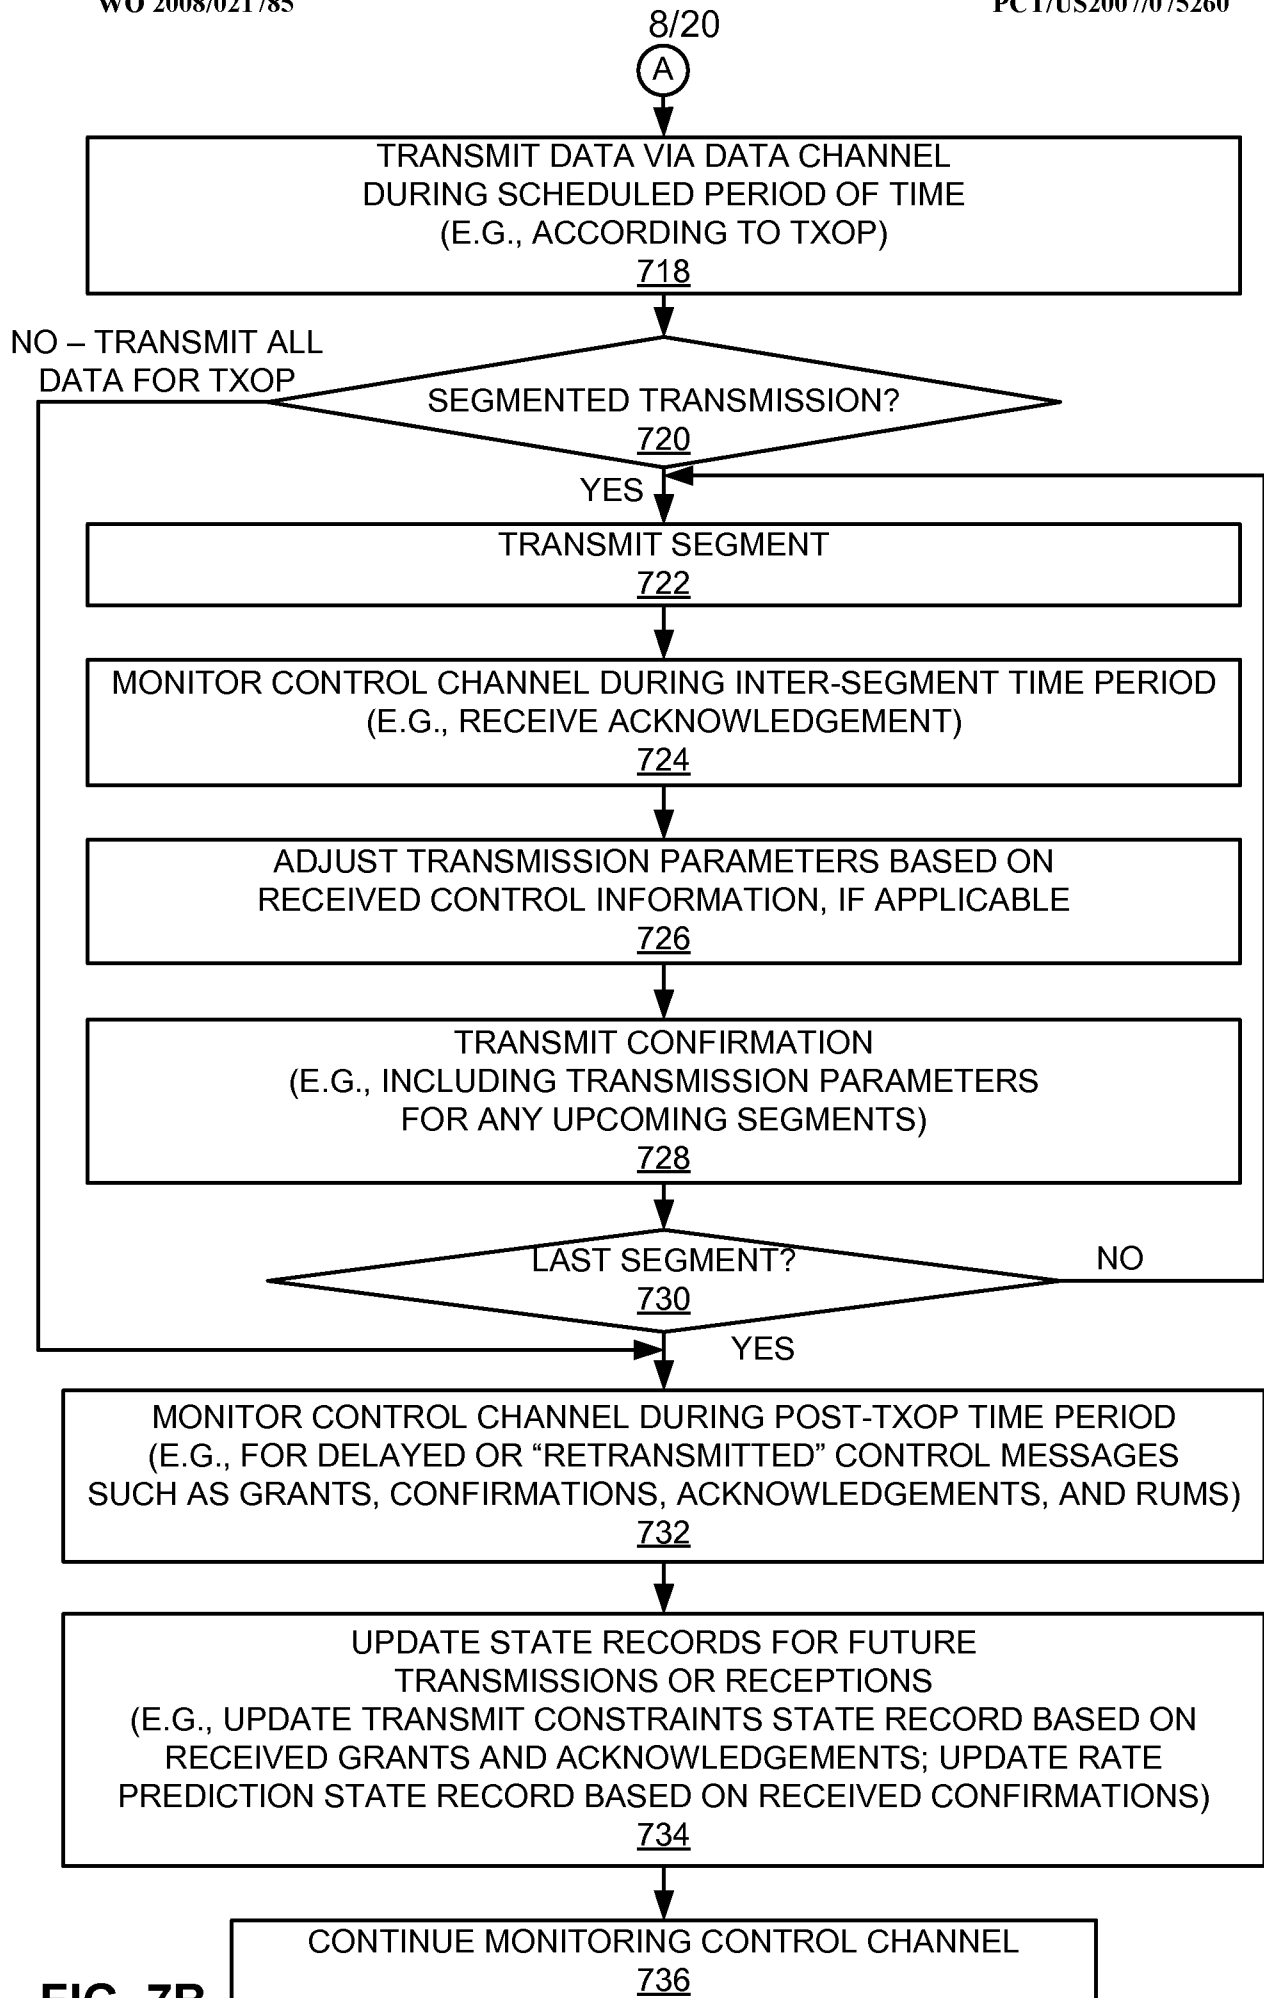 WO 2008/021785
PCT/US2007/075260
8/20
A
TRANSMIT DATA VIA DATA CHANNEL
DURING SCHEDULED PERIOD OF TIME
(E.G., ACCORDING TO TXOP)
718
NO – TRANSMIT ALL
DATA FOR TXOP
SEGMENTED TRANSMISSION?
720
YES
TRANSMIT SEGMENT
722
MONITOR CONTROL CHANNEL DURING INTER-SEGMENT TIME PERIOD
(E.G., RECEIVE ACKNOWLEDGEMENT)
724
ADJUST TRANSMISSION PARAMETERS BASED ON
RECEIVED CONTROL INFORMATION, IF APPLICABLE
726
TRANSMIT CONFIRMATION
(E.G., INCLUDING TRANSMISSION PARAMETERS
FOR ANY UPCOMING SEGMENTS)
728
LAST SEGMENT?
730
NO
YES
MONITOR CONTROL CHANNEL DURING POST-TXOP TIME PERIOD
(E.G., FOR DELAYED OR “RETRANSMITTED” CONTROL MESSAGES
SUCH AS GRANTS, CONFIRMATIONS, ACKNOWLEDGEMENTS, AND RUMS)
732
UPDATE STATE RECORDS FOR FUTURE
TRANSMISSIONS OR RECEPTIONS
(E.G., UPDATE TRANSMIT CONSTRAINTS STATE RECORD BASED ON
RECEIVED GRANTS AND ACKNOWLEDGEMENTS; UPDATE RATE
PREDICTION STATE RECORD BASED ON RECEIVED CONFIRMATIONS)
734
CONTINUE MONITORING CONTROL CHANNEL
736
FIG. 7B